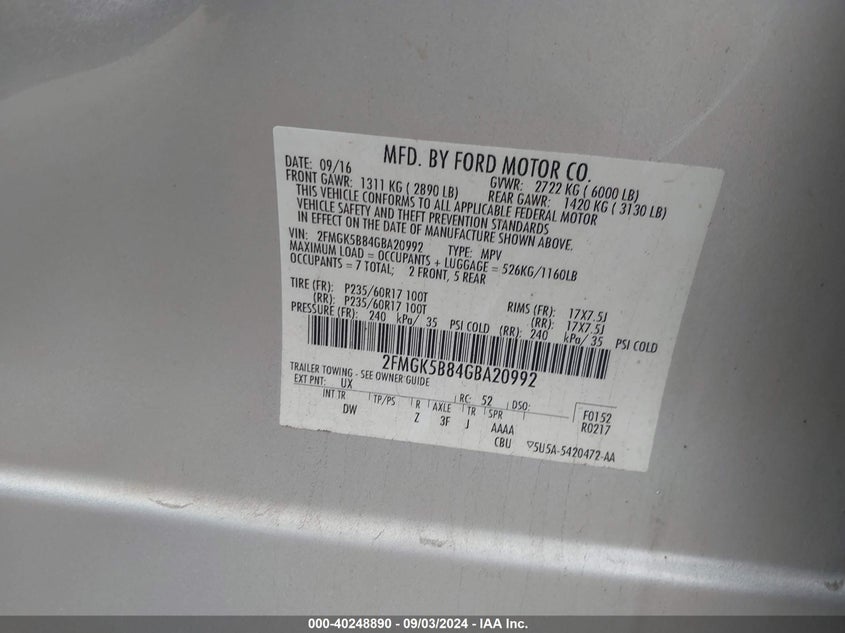 MFD. BY FORD MOTOR CO.
DATE: 09/16 GVWR: 2722 KG ( 6000 LB)
FRONT GAWR: 1311 KG ( 2890 LB) REAR GAWR: 1420 KG ( 3130 LB)
THIS VEHICLE CONFORMS TO ALL APPLICABLE FEDERAL MOTOR
VEHICLE SAFETY AND THEFT PREVENTION STANDARDS
IN EFFECT ON THE DATE OF MANUFACTURE SHOWN ABOVE.
VIN: 2FMGK5B84GBA20992 TYPE: MPV
MAXIMUM LOAD = OCCUPANTS + LUGGAGE = 526KG/1160LB
OCCUPANTS = 7 TOTAL; 2 FRONT, 5 REAR
TIRE (FR): P235/60R17 100T RIMS (FR): 17X7.5J
(RR): P235/60R17 100T (RR): 17X7.5J
PRESSURE (FR): 240 kPa/ 35 PSI COLD (RR): 240 kPa/ 35 PSI COLD
2FMGK5B84GBA20992
TRAILER TOWING - SEE OWNER GUIDE
EXT PNT: UX RC: 52 DSO: F0152
INT TR TP/PS R AXLE TR SPR R0217
DW Z 3F J AAAA
CBU ▽5U5A-5420472-AA
000-40248890 - 09/03/2024 - IAA Inc.